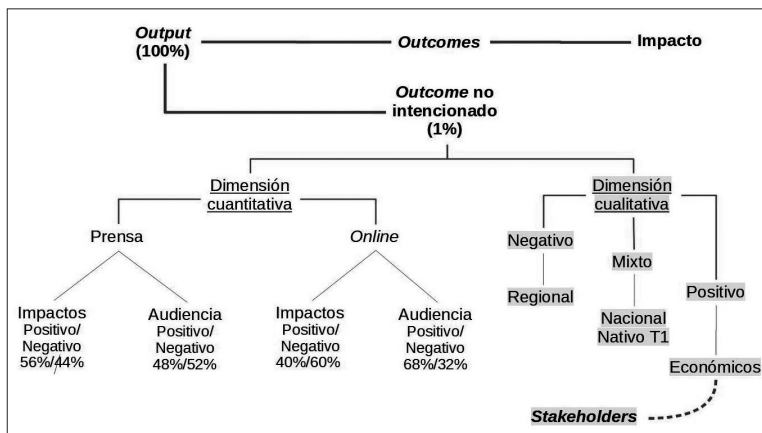 Output
(100%)
Outcomes
Impacto
Outcome no
intencionado
(1%)
Dimensión
cuantitativa
Dimensión
cualitativa
Prensa
Online
Negativo
Mixto
Positivo
Regional
Nacional
Nativo T1
Económicos
Impactos
Positivo/
Negativo
56%/44%
Audiencia
Positivo/
Negativo
48%/52%
Impactos
Positivo/
Negativo
40%/60%
Audiencia
Positivo/
Negativo
68%/32%
Stakeholders